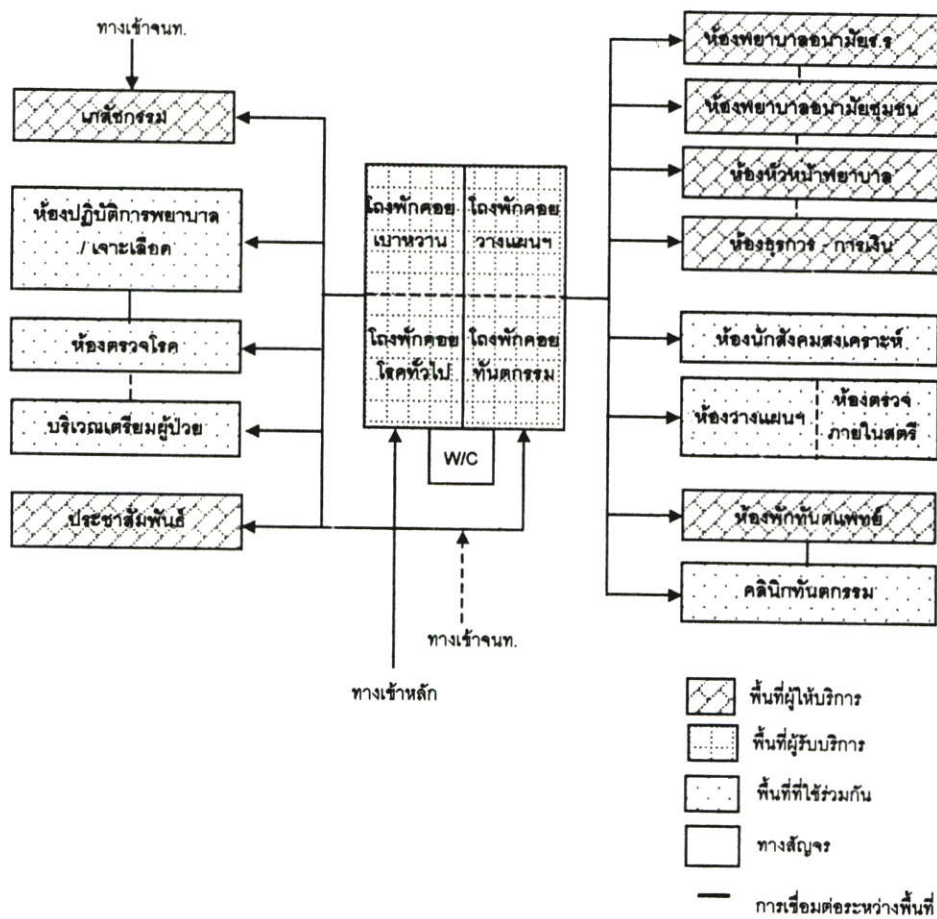 ทางเข้าจนท.
เภสัชกรรม
ห้องปฏิบัติการพยาบาล
/ เจาะเลือด
ห้องตรวจโรค
บริเวณเตรียมผู้ป่วย
ประชาสัมพันธ์
โถงพักคอย
เบาหวาน
โถงพักคอย
วางแผนฯ
โถงพักคอย
โรคทั่วไป
โถงพักคอย
ทันตกรรม
W/C
ทางเข้าจนท.
ทางเข้าหลัก
ห้องพยาบาลอนามัยร.ร
ห้องพยาบาลอนามัยชุมชน
ห้องหัวหน้าพยาบาล
ห้องธุรการ - การเงิน
ห้องนักสังคมสงเคราะห์
ห้องวางแผนฯ
ห้องตรวจ
ภายในสตรี
ห้องพักทันตแพทย์
คลินิกทันตกรรม
พื้นที่ผู้ให้บริการ
พื้นที่ผู้รับบริการ
พื้นที่ที่ใช้ร่วมกัน
ทางสัญจร
การเชื่อมต่อระหว่างพื้นที่